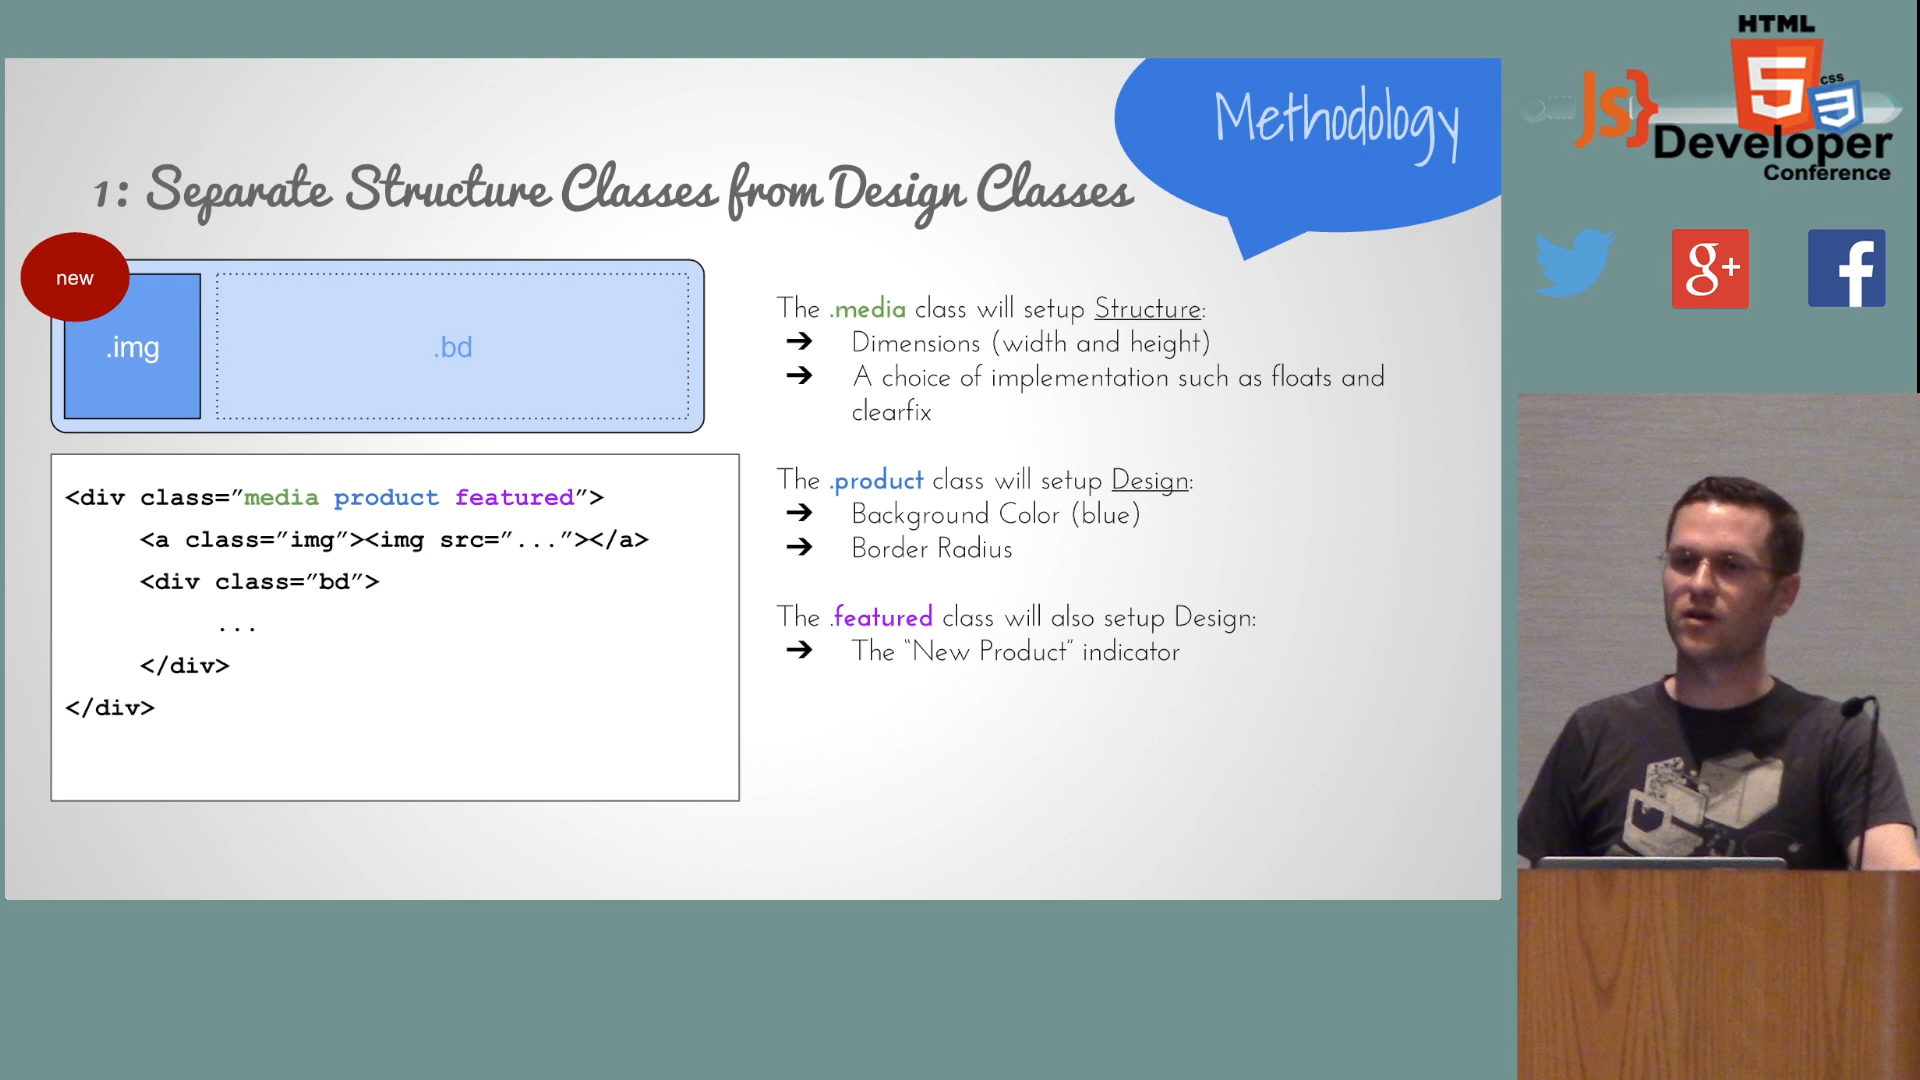 Methodology
1: Separate Structure Classes from Design Classes
new
.img
.bd
<div class=”media product featured”>
<a class=”img”><img src=”...”></a>
<div class=”bd”>
...
</div>
</div>
The .media class will setup Structure:
➔ Dimensions (width and height)
➔ A choice of implementation such as floats and
clearfix
The .product class will setup Design:
➔ Background Color (blue)
➔ Border Radius
The .featured class will also setup Design:
➔ The “New Product” indicator
HTML
JS} 5 CSS 3
Developer
Conference
g+ f